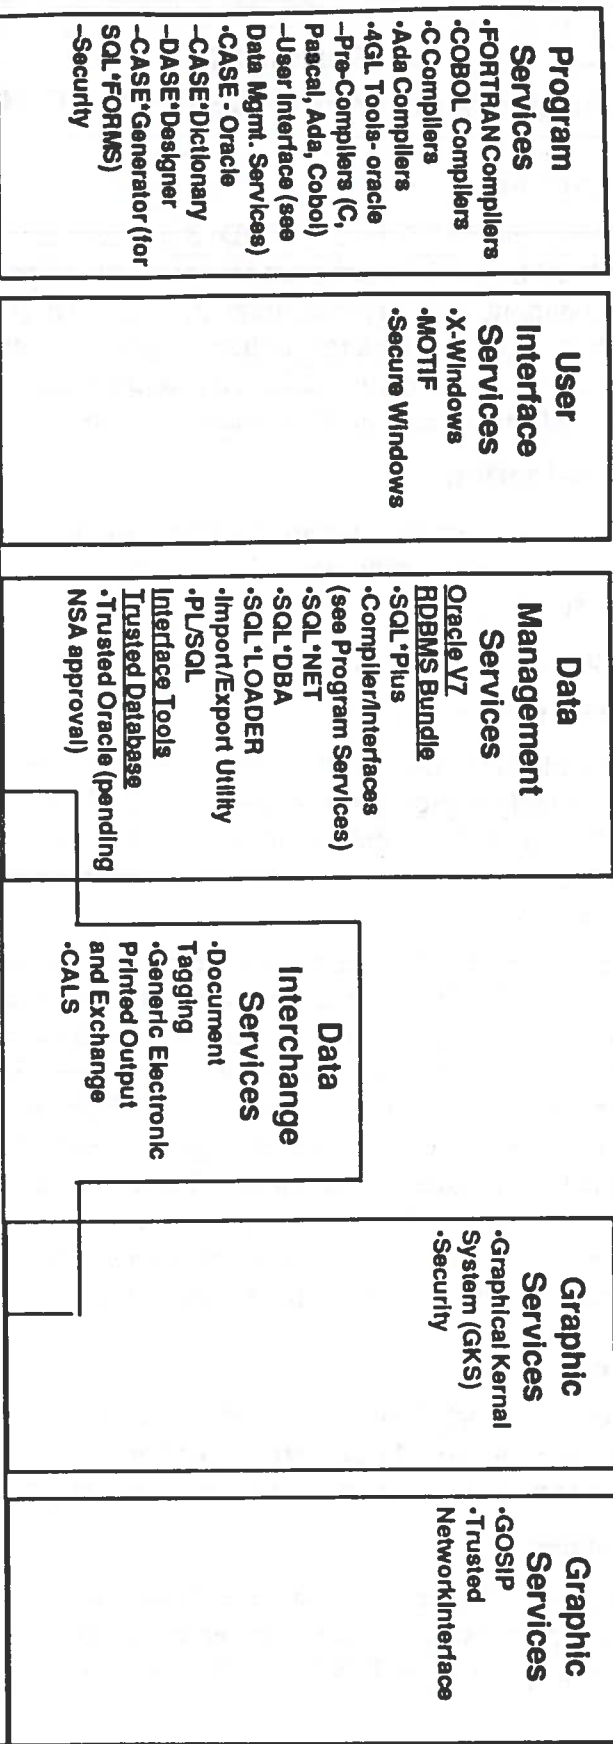 Program
Services
•FORTRAN Compilers
•COBOL Compilers
•C Compilers
•Ada Compilers
•4GL Tools- oracle
–Pre-Compilers (C,
Pascal, Ada, Cobol)
–User Interface (see
Data Mgmt. Services)
•CASE *Oracle
–CASE*Dictionary
–DASE*Designer
–CASE*Generator (for
SQL*FORMS)
–Security
User
Interface
Services
•X-Windows
•MOTIF
•Secure Windows
Data
Management
Services
Oracle V7
RDBMS Bundle
•SQL*Plus
•Compiler/Interfaces
(see Program Services)
•SQL*NET
•SQL*DBA
•SQL*LOADER
•Import/Export Utility
•PL/SQL
Interface Tools
Trusted Database
•Trusted Oracle (pending
NSA approval)
Data
Interchange
Services
•Document
Tagging
•Generic Electronic
Printed Output
and Exchange
•CALS
Graphic
Services
•Graphical Kernal
System (GKS)
•Security
Graphic
Services
•GOSIP
•Trusted
NetworkInterface